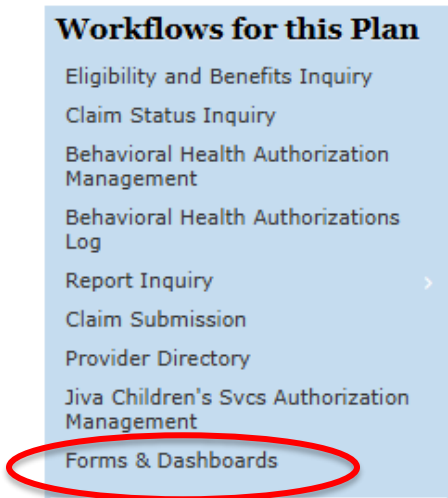 Workflows for this Plan
Eligibility and Benefits Inquiry
Claim Status Inquiry
Behavioral Health Authorization
Management
Behavioral Health Authorizations
Log
Report Inquiry
Claim Submission
Provider Directory
Jiva Children's Svcs Authorization
Management
Forms & Dashboards